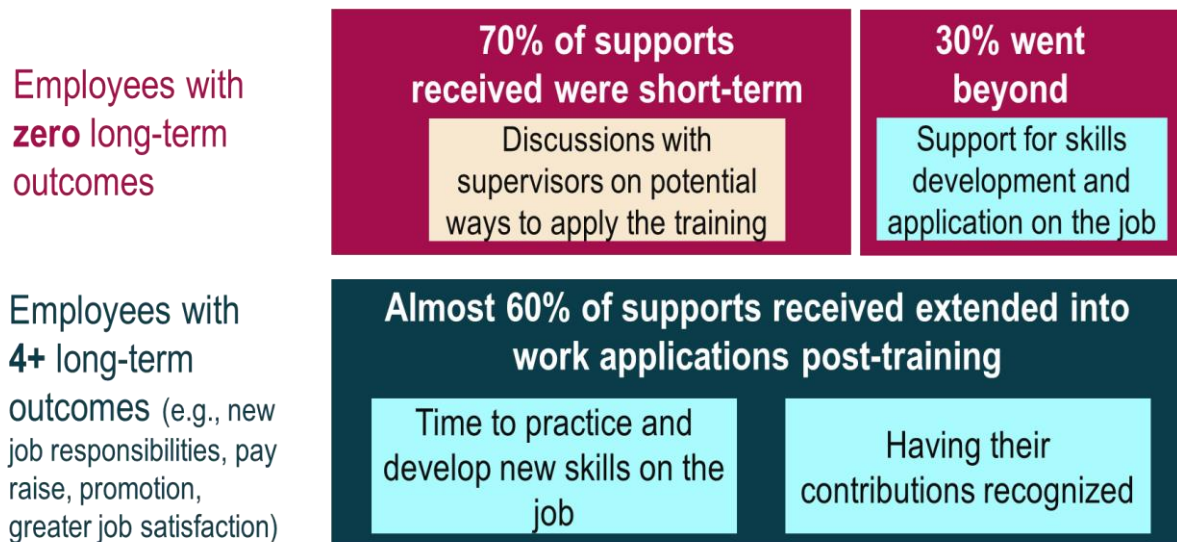 Employees with
zero long-term
outcomes
70% of supports
received were short-term
Discussions with
supervisors on potential
ways to apply the training
30% went
beyond
Support for skills
development and
application on the job
Employees with
4+ long-term
outcomes (e.g., new
job responsibilities, pay
raise, promotion,
greater job satisfaction)
Almost 60% of supports received extended into
work applications post-training
Time to practice and
develop new skills on the
job
Having their
contributions recognized